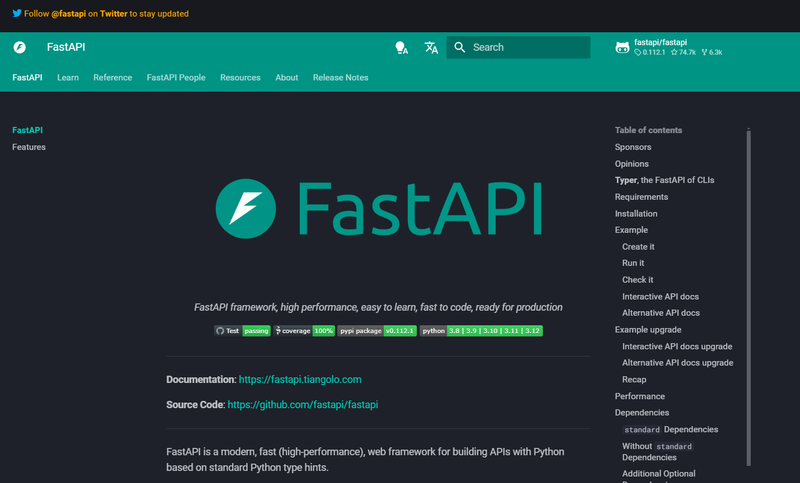 Follow @fastapi on Twitter to stay updated
FastAPI
Search
fastapi/fastapi
0.112.1 74.7k 6.3k
FastAPI Learn Reference FastAPI People Resources About Release Notes
FastAPI
Features
FastAPI
FastAPI framework, high performance, easy to learn, fast to code, ready for production
Test passing coverage 100% pypi package v0.112.1 python 3.8 | 3.9 | 3.10 | 3.11 | 3.12
Documentation: https://fastapi.tiangolo.com
Source Code: https://github.com/fastapi/fastapi
FastAPI is a modern, fast (high-performance), web framework for building APIs with Python
based on standard Python type hints.
Table of contents
Sponsors
Opinions
Typer, the FastAPI of CLIs
Requirements
Installation
Example
Create it
Run it
Check it
Interactive API docs
Alternative API docs
Example upgrade
Interactive API docs upgrade
Alternative API docs upgrade
Recap
Performance
Dependencies
standard Dependencies
Without standard
Dependencies
Additional Optional